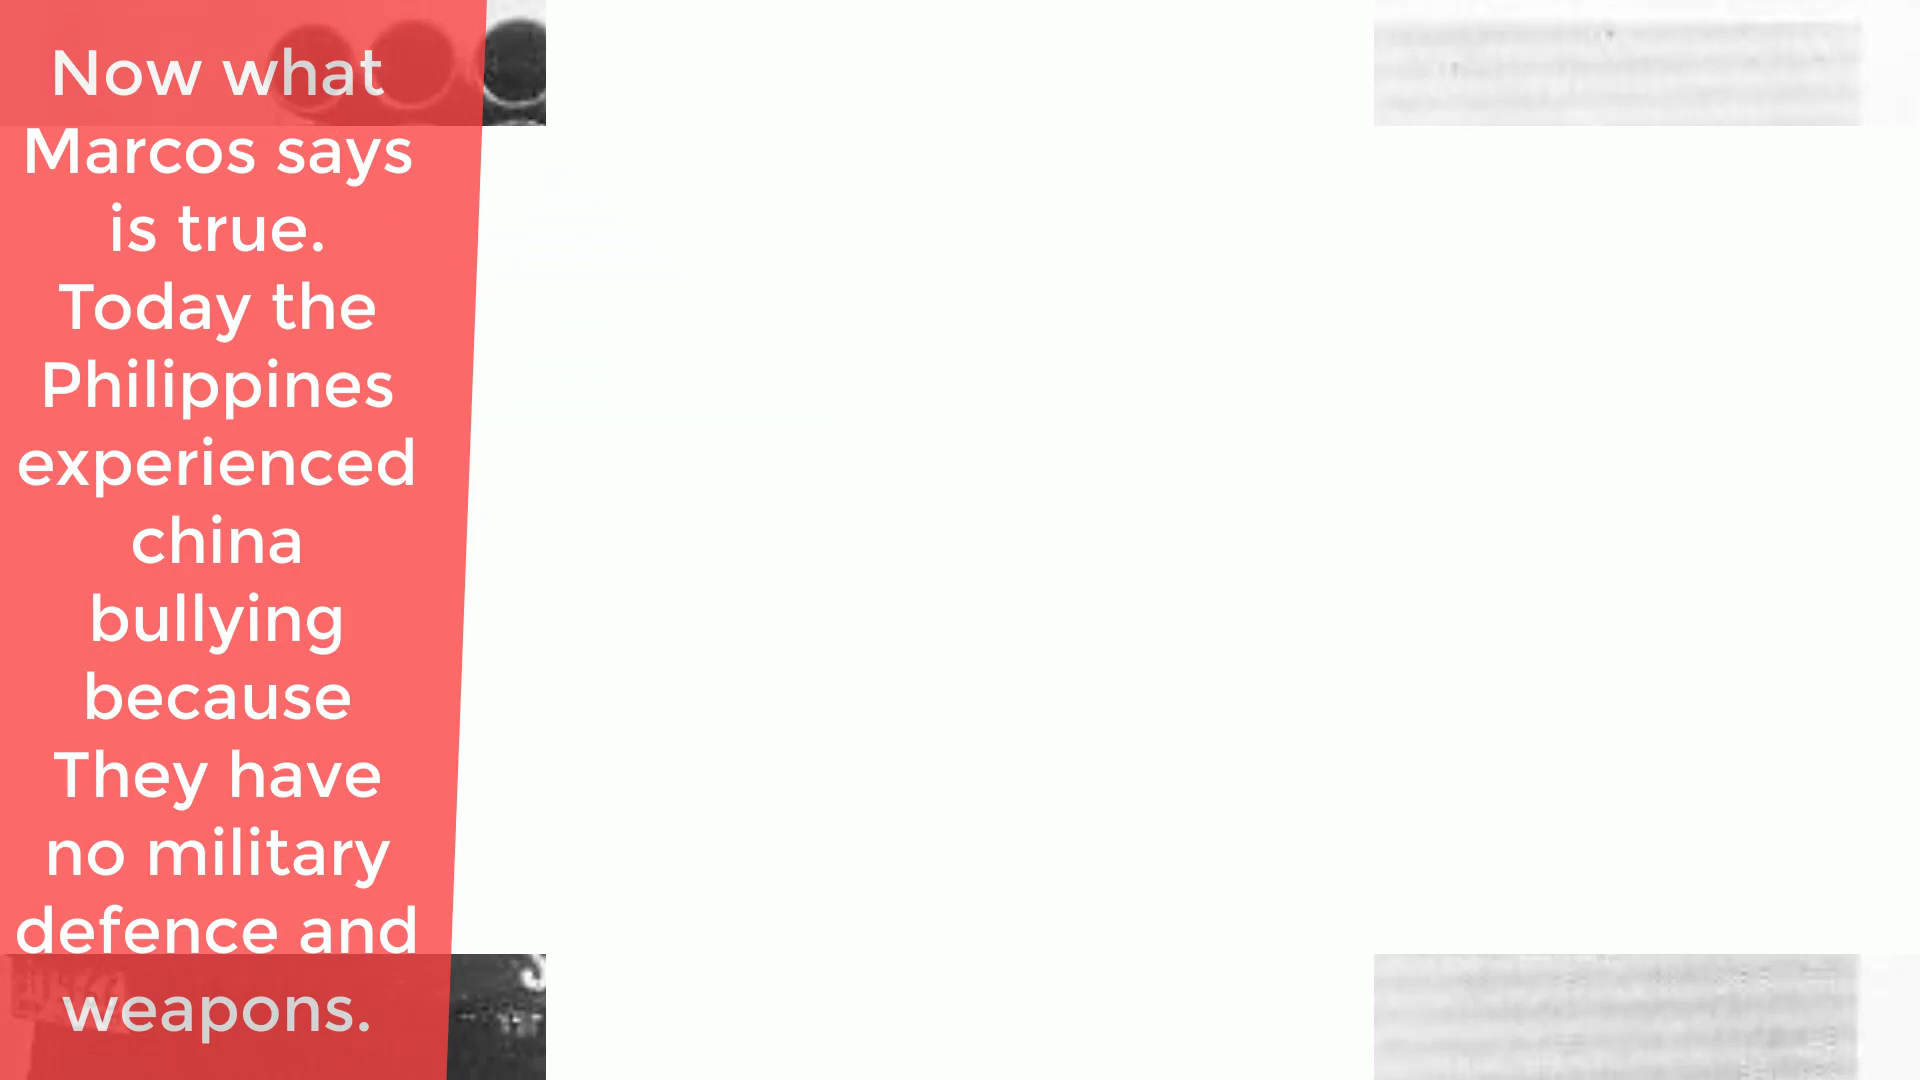 Now what
Marcos says
is true.
Today the
Philippines
experienced
china
bullying
because
They have
no military
defence and
weapons.